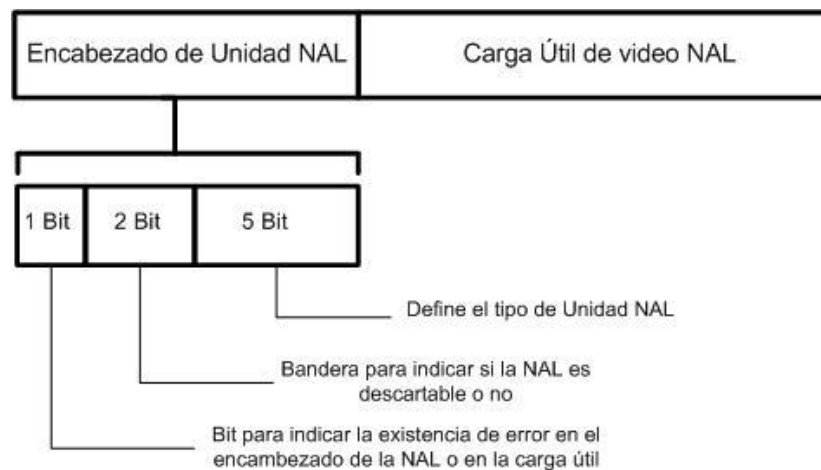 Encabezado de Unidad NAL
Carga Útil de video NAL
1 Bit
2 Bit
5 Bit
Define el tipo de Unidad NAL
Bandera para indicar si la NAL es
descartable o no
Bit para indicar la existencia de error en el
encambezado de la NAL o en la carga útil